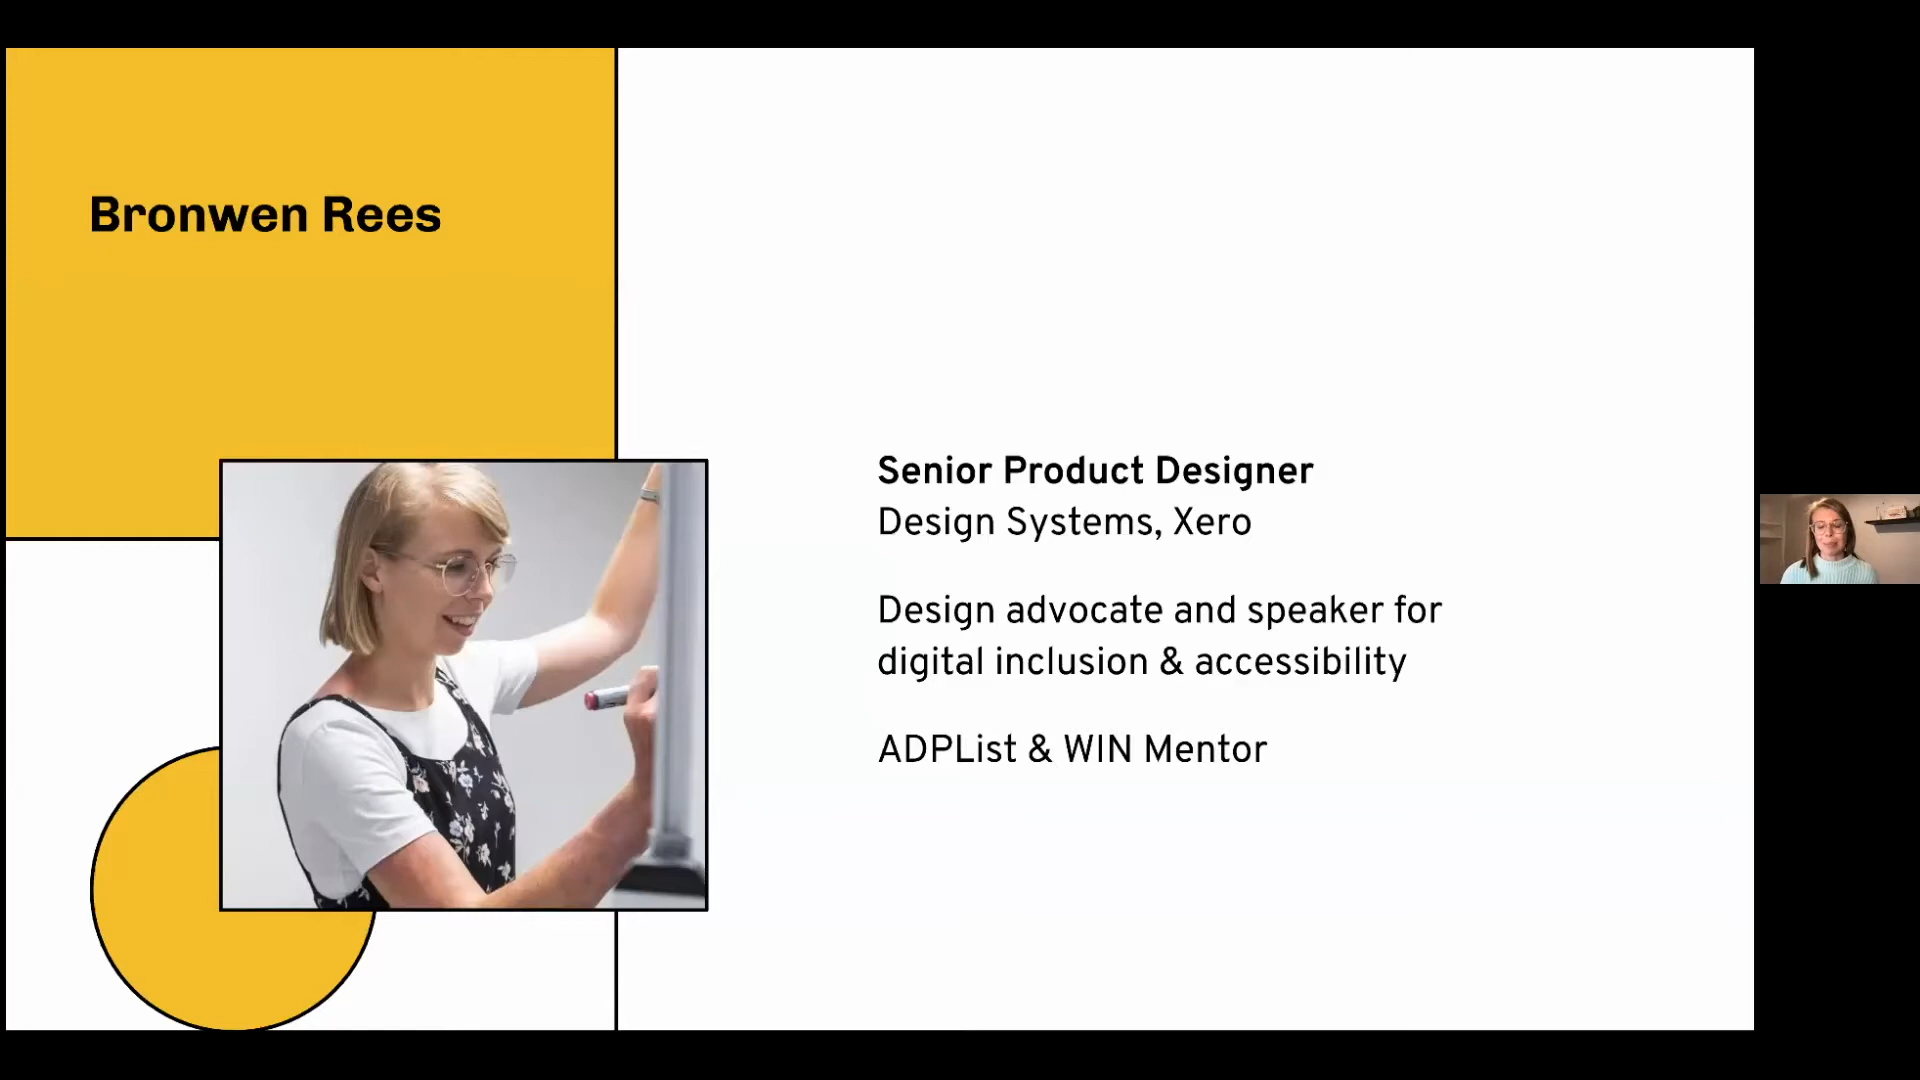 Bronwen Rees
Senior Product Designer
Design Systems, Xero
Design advocate and speaker for
digital inclusion & accessibility
ADPList & WIN Mentor